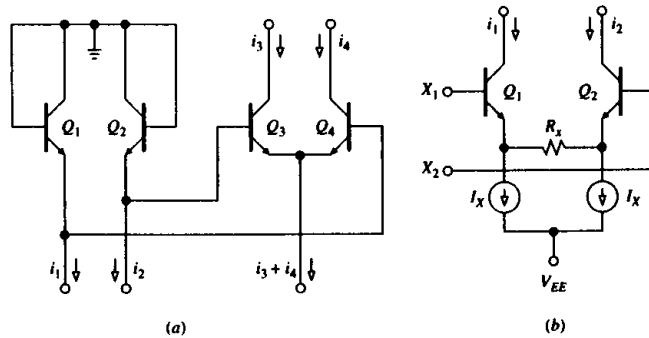 i3 i4
Q1 Q2 Q3 Q4
i1 i2 i3 + i4
(a)
i1 i2
X1 Q1 Q2
Rx
X2
IX IX
VEE
(b)